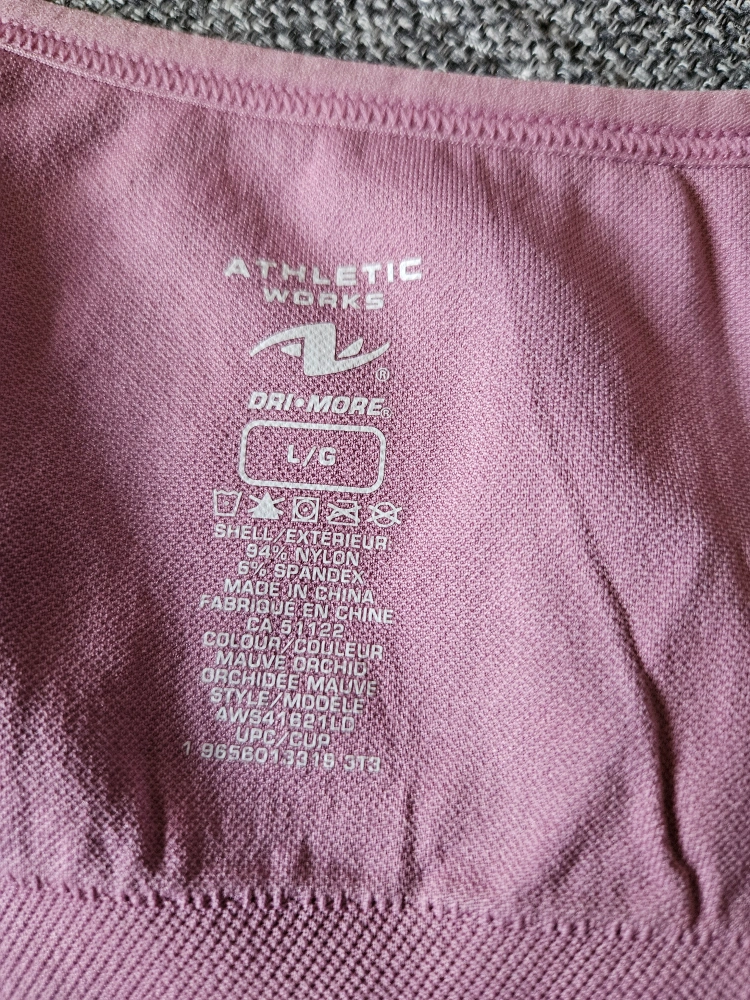 ATHLETIC
WORKS
®
DRI•MORE®
L/G
SHELL/EXTÉRIEUR
94% NYLON
6% SPANDEX
MADE IN CHINA
FABRIQUÉ EN CHINE
CA 51122
COLOUR/COULEUR
MAUVE ORCHID
ORCHIDÉE MAUVE
STYLE/MODÈLE
AWS41621LD
UPC/CUP